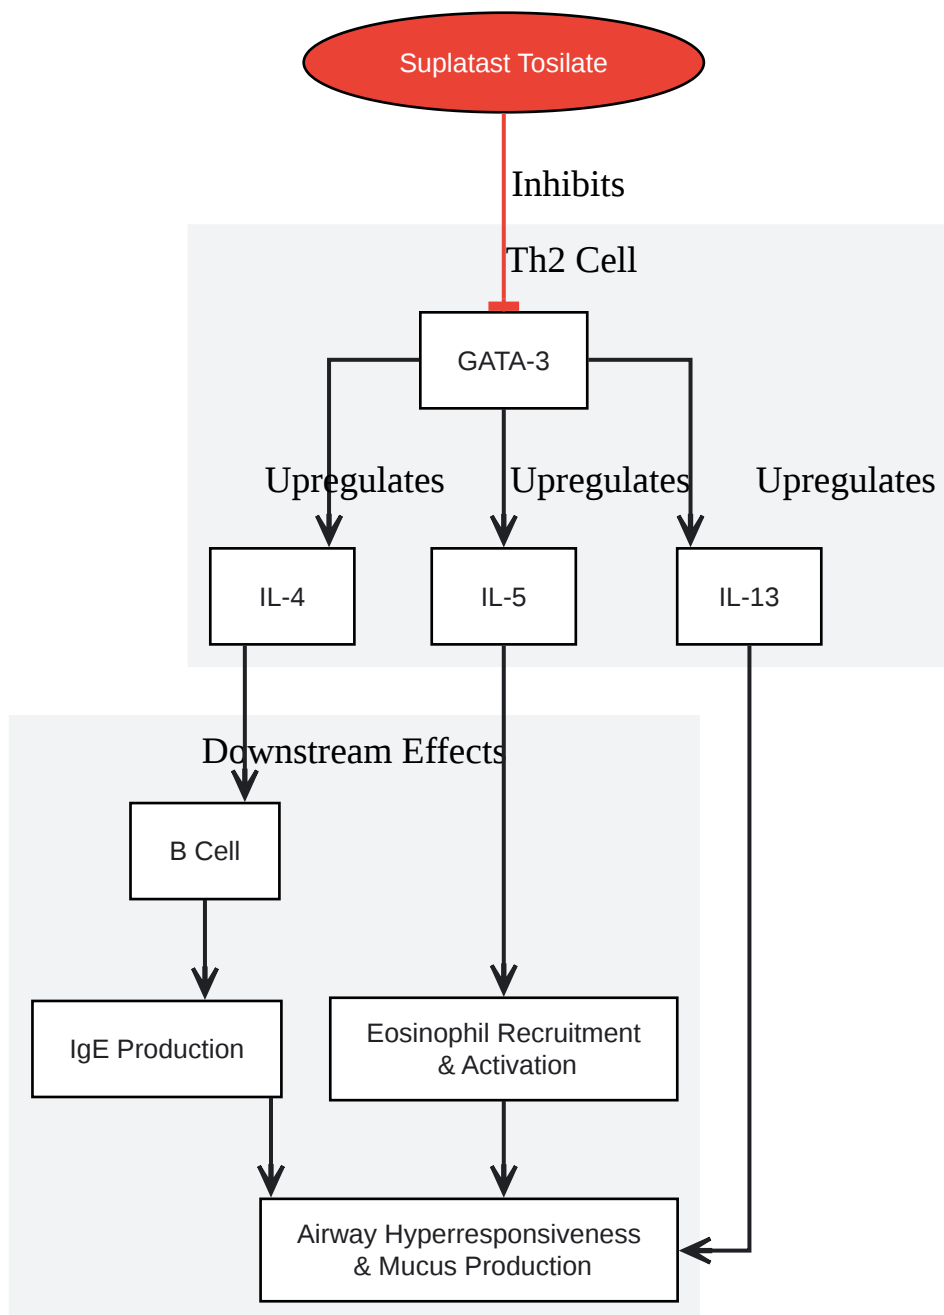 Suplatast Tosilate
Inhibits
Th2 Cell
GATA-3
Upregulates
Upregulates
Upregulates
IL-4
IL-5
IL-13
Downstream Effects
B Cell
IgE Production
Eosinophil Recruitment
& Activation
Airway Hyperresponsiveness
& Mucus Production